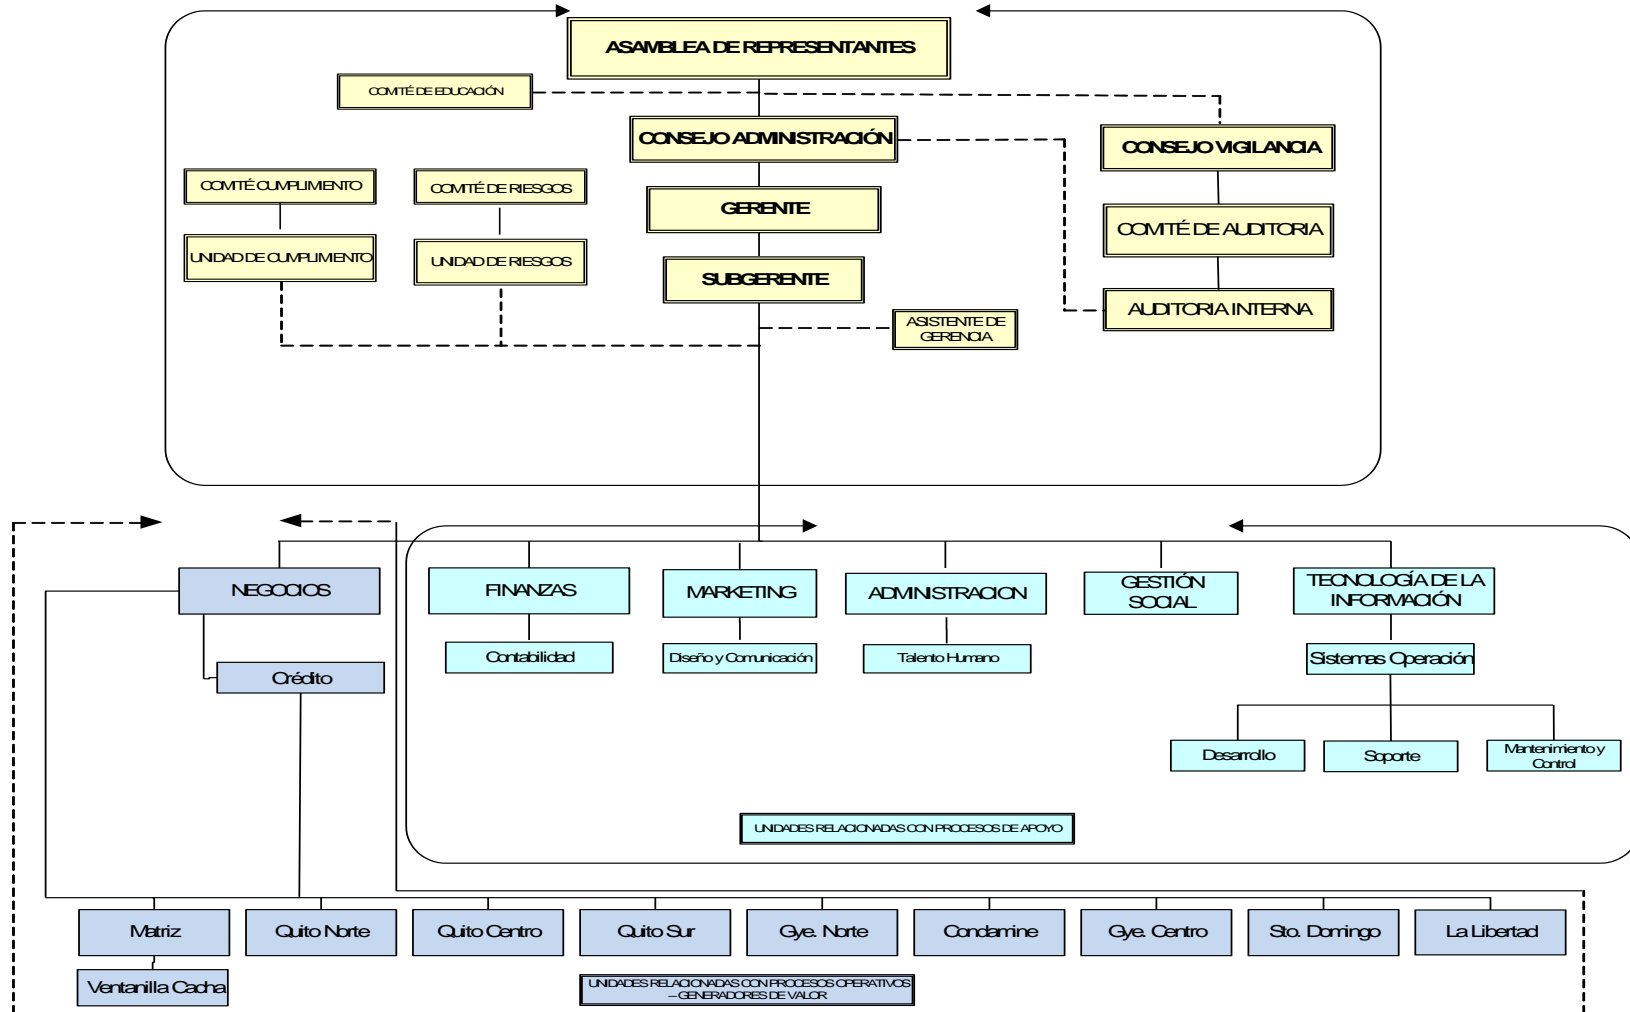 ASAMBLEA DE REPRESENTANTES
COMITÉ DE EDUCACIÓN
CONSEJO ADMINISTRACIÓN
CONSEJO VIGILANCIA
COMITÉ CUMPLIMENTO
COMITÉ DE RIESGOS
GERENTE
COMITÉ DE AUDITORIA
UNIDAD DE CUMPLIMENTO
UNIDAD DE RIESGOS
SUBGERENTE
AUDITORIA INTERNA
ASISTENTE DE
GERENCIA
NEGOCIOS
FINANZAS
MARKETING
ADMINISTRACION
GESTIÓN
SOCIAL
TECNOLOGÍA DE LA
INFORMACIÓN
Contabilidad
Diseño y Comunicación
Talento Humano
Sistemas Operación
Crédito
Desarrollo
Soporte
Mantenimiento y
Control
UNIDADES RELACIONADAS CON PROCESOS DE APOYO
Matriz
Quito Norte
Quito Centro
Quito Sur
Gye. Norte
Condamine
Gye. Centro
Sto. Domingo
La Libertad
Ventanilla Cacha
UNIDADES RELACIONADAS CON PROCESOS OPERATIVOS
– GENERADORES DE VALOR